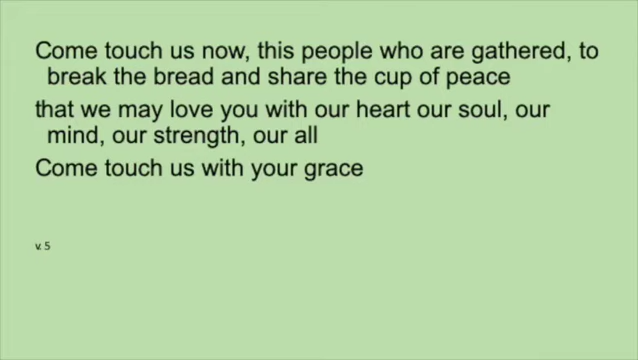 Come touch us now, this people who are gathered, to
break the bread and share the cup of peace
that we may love you with our heart our soul, our
mind, our strength, our all
Come touch us with your grace
v. 5